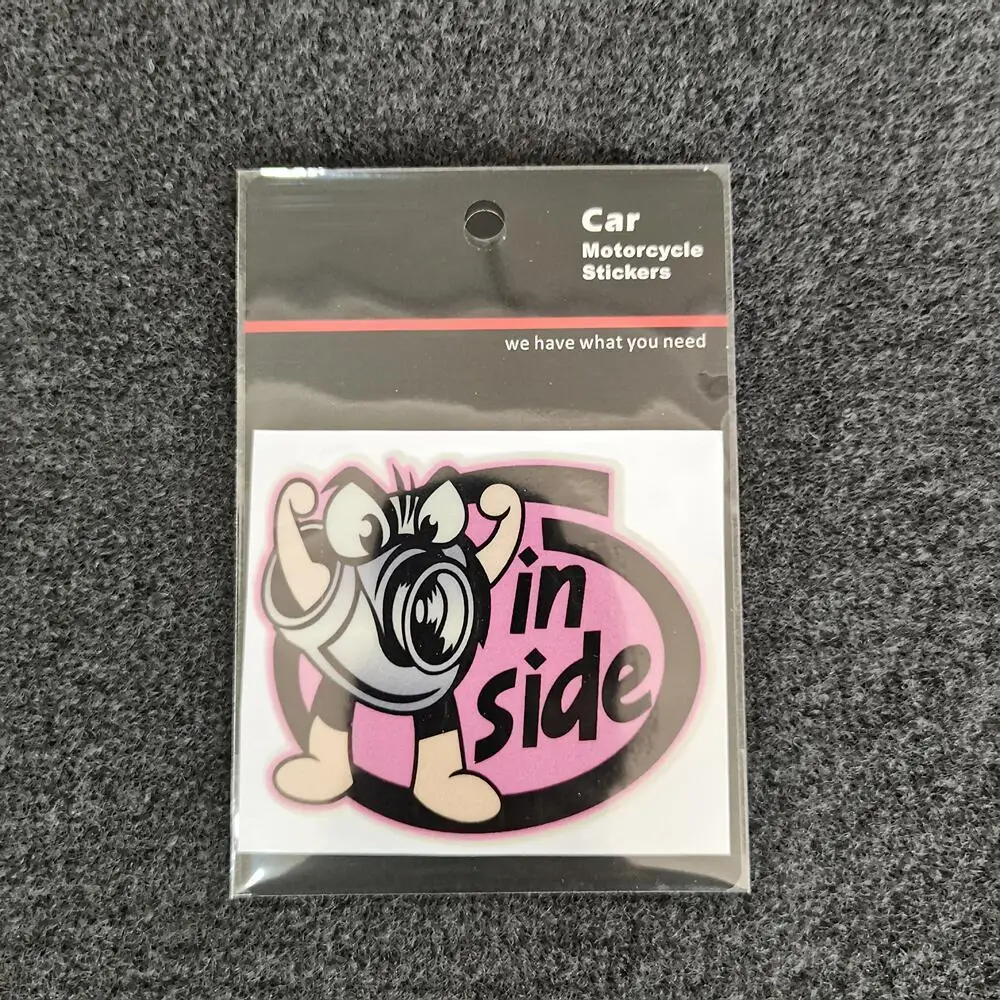 Car
Motorcycle
Stickers
we have what you need
in
side